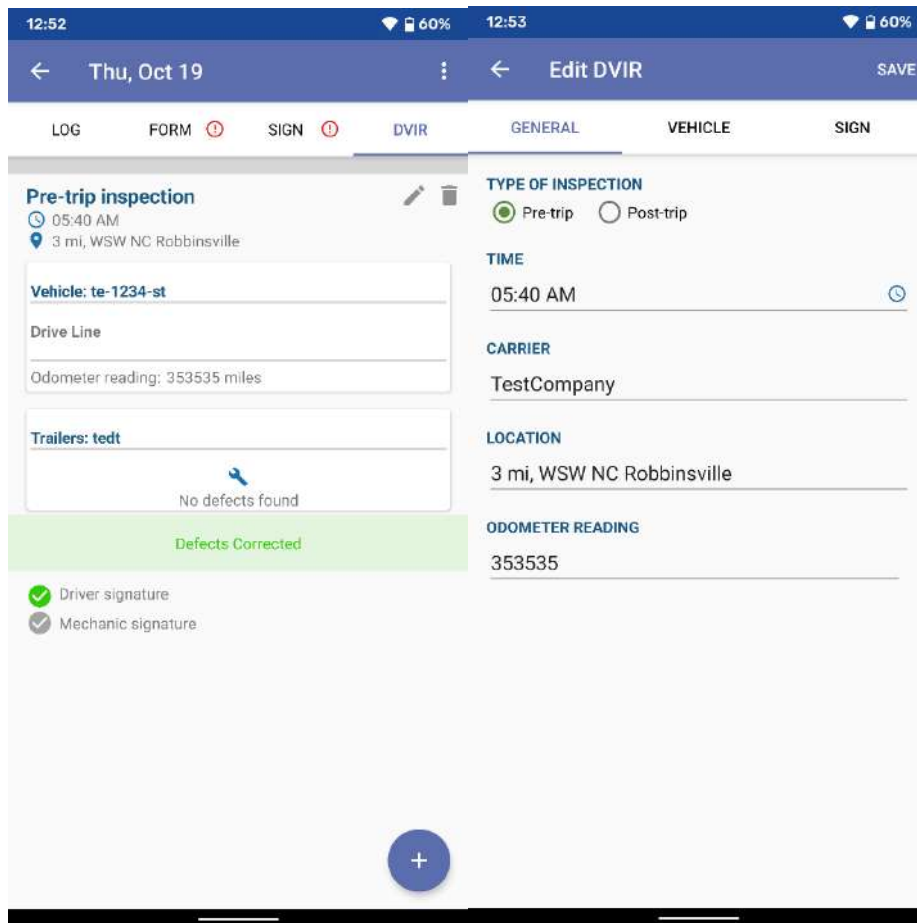 12:52
60%
Thu, Oct 19
LOG
FORM
SIGN
DVIR
Pre-trip inspection
05:40 AM
3 mi, WSW NC Robbinsville
Vehicle: te-1234-st
Drive Line
Odometer reading: 353535 miles
Trailers: tedt
No defects found
Defects Corrected
Driver signature
Mechanic signature
+
12:53
60%
Edit DVIR
SAVE
GENERAL
VEHICLE
SIGN
TYPE OF INSPECTION
Pre-trip
Post-trip
TIME
05:40 AM
CARRIER
TestCompany
LOCATION
3 mi, WSW NC Robbinsville
ODOMETER READING
353535